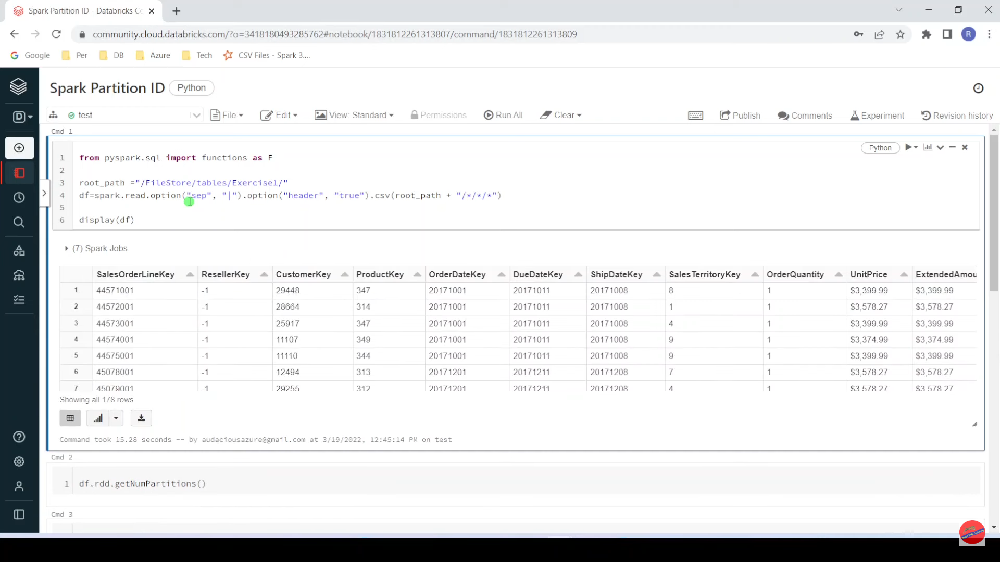 Spark Partition ID - Databricks Co
community.cloud.databricks.com/?o=3418180493285762#notebook/1831812261313807/command/1831812261313809
R
Google Per DB Azure Tech CSV Files - Spark 3....
Spark Partition ID Python
test File Edit View: Standard Permissions Run All Clear Publish Comments Experiment Revision history
D
Cmd 1
Python
1 from pyspark.sql import functions as F
2
3 root_path ="/FileStore/tables/Exercise1/"
4 df=spark.read.option("sep", "|").option("header", "true").csv(root_path + "/*/*/*")
5
6 display(df)
(7) Spark Jobs
SalesOrderLineKey ResellerKey CustomerKey ProductKey OrderDateKey DueDateKey ShipDateKey SalesTerritoryKey OrderQuantity UnitPrice ExtendedAmou
1 44571001 -1 29448 347 20171001 20171011 20171008 8 1 $3,399.99 $3,399.99
2 44572001 -1 28664 314 20171001 20171011 20171008 1 1 $3,578.27 $3,578.27
3 44573001 -1 25917 347 20171001 20171011 20171008 4 1 $3,399.99 $3,399.99
4 44574001 -1 11107 349 20171001 20171011 20171008 9 1 $3,374.99 $3,374.99
5 44575001 -1 11110 344 20171001 20171011 20171008 9 1 $3,399.99 $3,399.99
6 45078001 -1 12494 313 20171201 20171211 20171208 7 1 $3,578.27 $3,578.27
7 45079001 -1 29255 312 20171201 20171211 20171208 4 1 $3,578.27 $3,578.27
Showing all 178 rows.
Command took 15.28 seconds -- by audaciousazure@gmail.com at 3/19/2022, 12:45:14 PM on test
Cmd 2
1 df.rdd.getNumPartitions()
Cmd 3